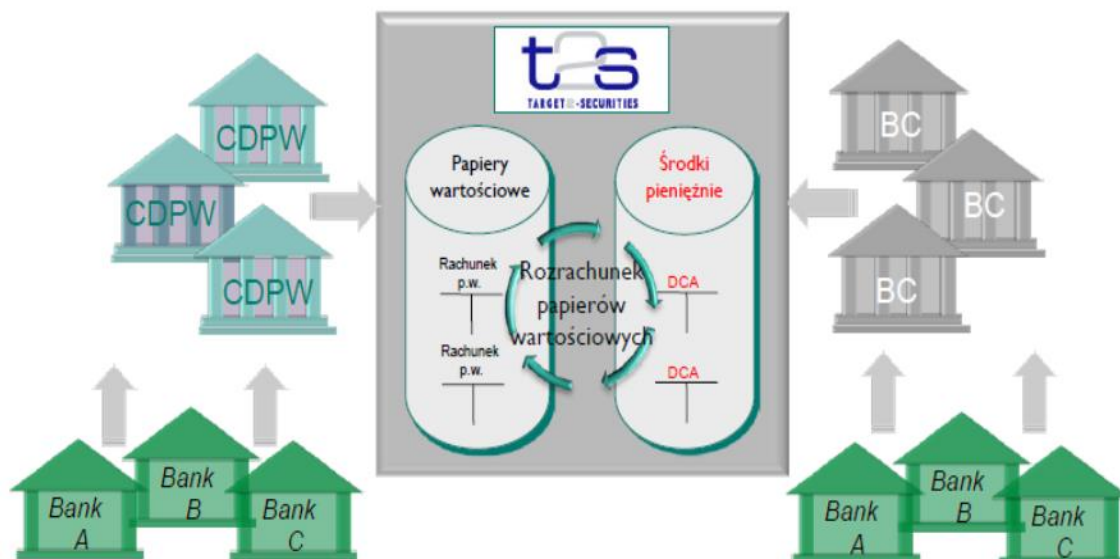 t2s
TARGET2-SECURITIES
CDPW
CDPW
CDPW
Papiery
wartościowe
Środki
pieniężnie
Rachunek
p.w.
Rachunek
p.w.
Rozrachunek
papierów
wartościowych
DCA
DCA
BC
BC
BC
Bank
A
Bank
B
Bank
C
Bank
A
Bank
B
Bank
C